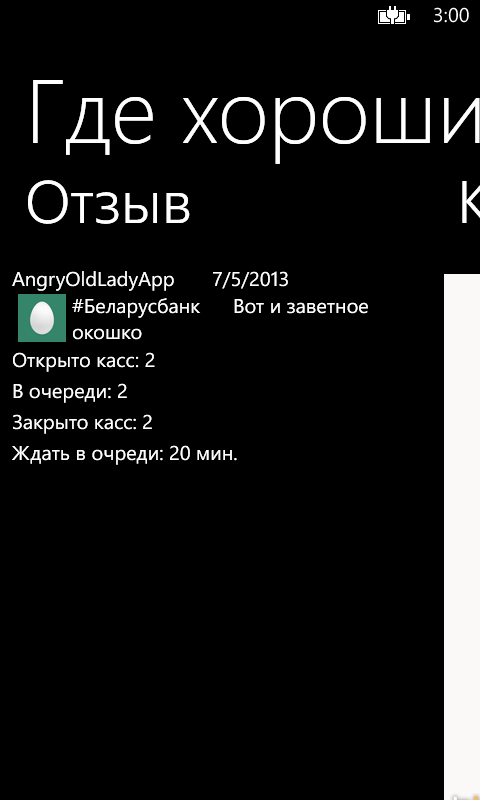 3:00
Где хороши
Отзыв К
AngryOldLadyApp 7/5/2013
#Беларусбанк Вот и заветное
окошко
Открыто касс: 2
В очереди: 2
Закрыто касс: 2
Ждать в очреди: 20 мин.